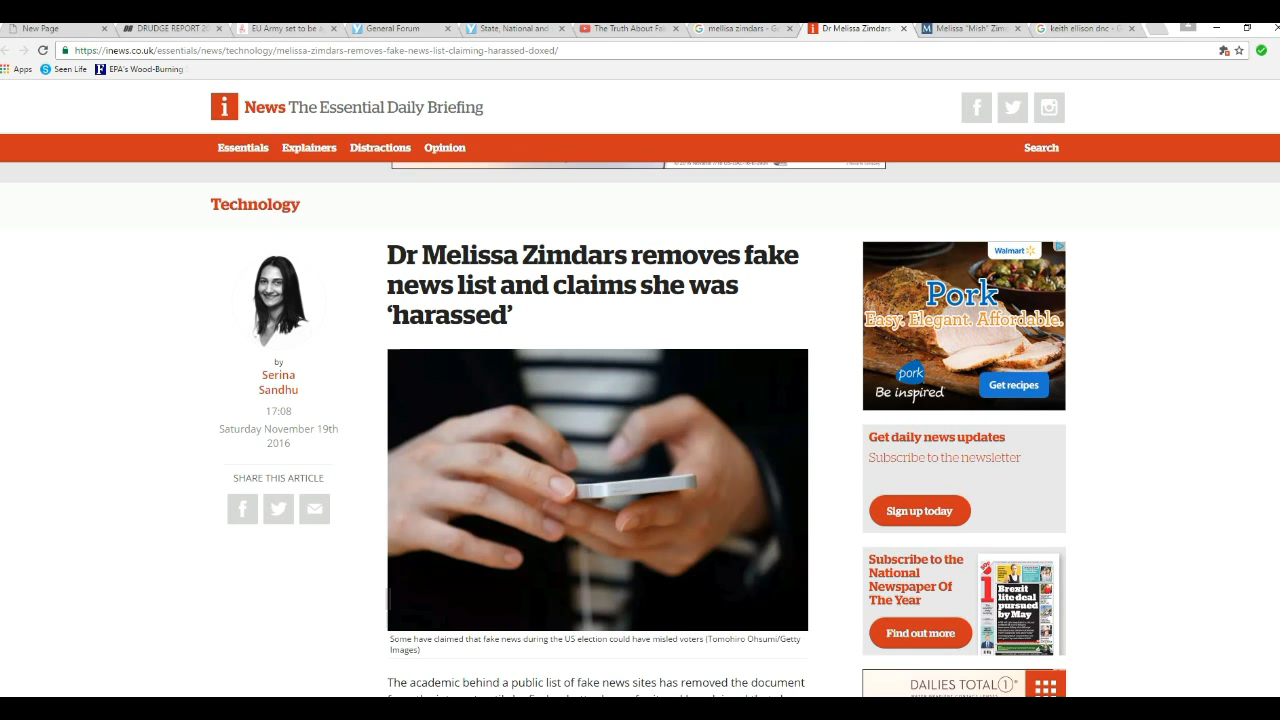 New Page
DRUDGE REPORT
EU Army set to be
General Forum
State, National and
The Truth About Fa
mellisa zimdars - G
Dr Melissa Zimdars
Melissa "Mish" Zim
keith ellison dnc - G
https://inews.co.uk/essentials/news/technology/melissa-zimdars-removes-fake-news-list-claiming-harassed-doxed/
Apps
Seen Life
EPA's Wood-Burning
i
News The Essential Daily Briefing
Essentials
Explainers
Distractions
Opinion
Search
Technology
by
Serina
Sandhu
17:08
Saturday November 19th
2016
SHARE THIS ARTICLE
Dr Melissa Zimdars removes fake
news list and claims she was
‘harassed’
Some have claimed that fake news during the US election could have misled voters (Tomohiro Ohsumi/Getty
Images)
The academic behind a public list of fake news sites has removed the document
Walmart
Pork
Easy. Elegant. Affordable.
pork
Be inspired
Get recipes
Get daily news updates
Subscribe to the newsletter
Sign up today
Subscribe to the
National
Newspaper Of
The Year
Find out more
Brexit
lite deal
pursued
by May
DAILIES TOTAL1